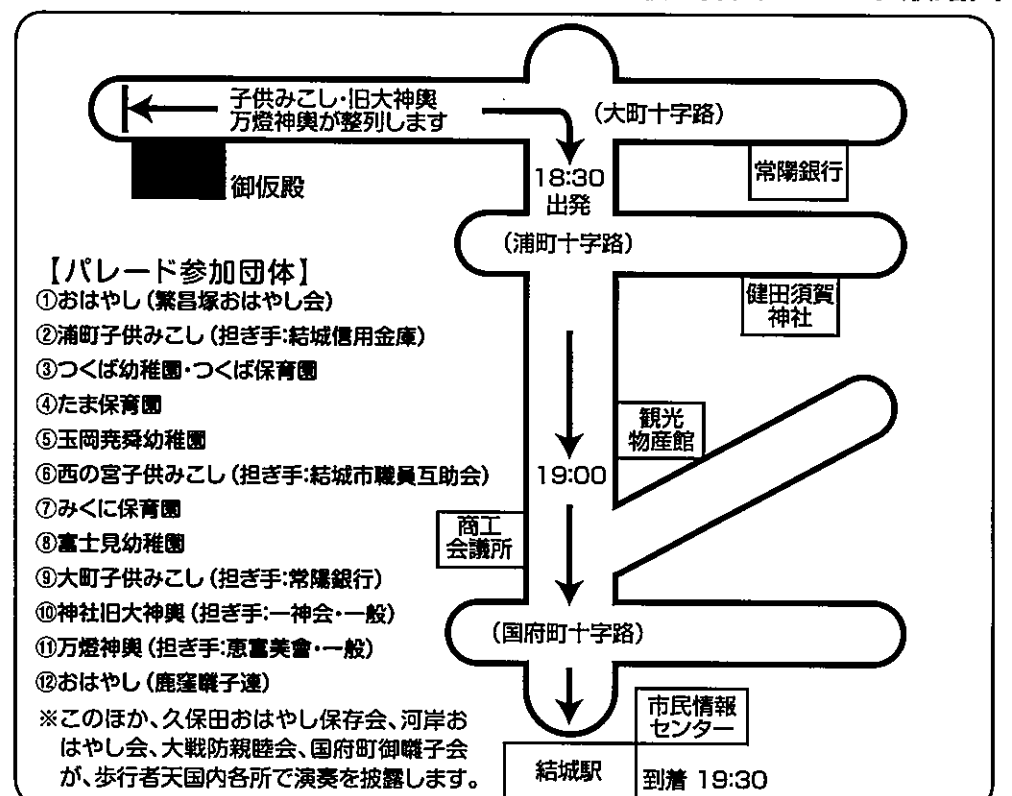 子供みこし・旧大神輿
万燈神輿が整列します
(大町十字路)
常陽銀行
御仮殿
18:30
出発
(浦町十字路)
健田須賀
神社
【パレード参加団体】
①おはやし(繁昌塚おはやし会)
②浦町子供みこし(担ぎ手:結城信用金庫)
③つくば幼稚園・つくば保育園
④たま保育園
⑤玉岡尭舜幼稚園
⑥西の宮子供みこし(担ぎ手:結城市職員互助会)
⑦みくに保育園
⑧富士見幼稚園
⑨大町子供みこし(担ぎ手:常陽銀行)
⑩神社旧大神輿(担ぎ手:一神会・一般)
⑪万燈神輿(担ぎ手:恵富美會・一般)
⑫おはやし(鹿窪囃子連)
※このほか、久保田おはやし保存会、河岸お
はやし会、大戦防親睦会、国府町御囃子会
が、歩行者天国内各所で演奏を披露します。
観光
物産館
19:00
商工
会議所
(国府町十字路)
市民情報
センター
結城駅
到着 19:30